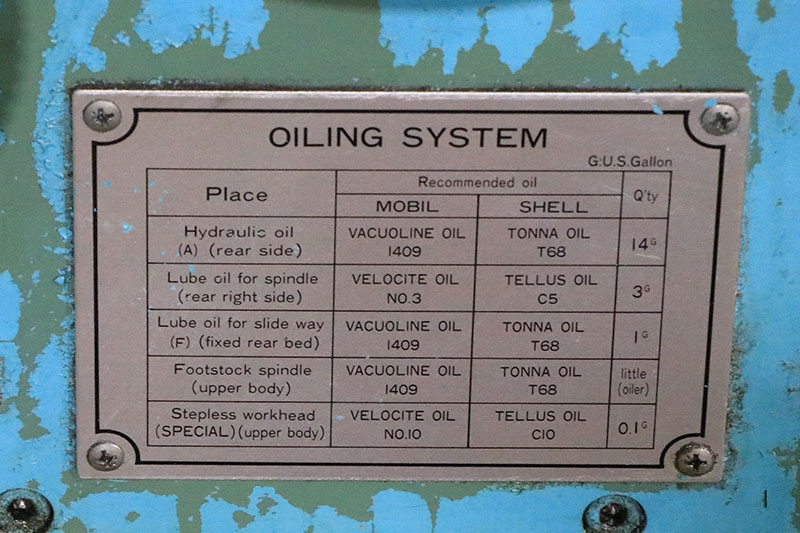 OILING SYSTEM
G:U.S.Gallon
Place
Recommended oil
Q'ty
MOBIL
SHELL
Hydraulic oil
(A) (rear side)
VACUOLINE OIL
1409
TONNA OIL
T68
14G
Lube oil for spindle
(rear right side)
VELOCITE OIL
NO.3
TELLUS OIL
C5
3G
Lube oil for slide way
(F) (fixed rear bed)
VACUOLINE OIL
1409
TONNA OIL
T68
1G
Footstock spindle
(upper body)
VACUOLINE OIL
1409
TONNA OIL
T68
little
(oiler)
Stepless workhead
(SPECIAL) (upper body)
VELOCITE OIL
NO.10
TELLUS OIL
C10
0.1G